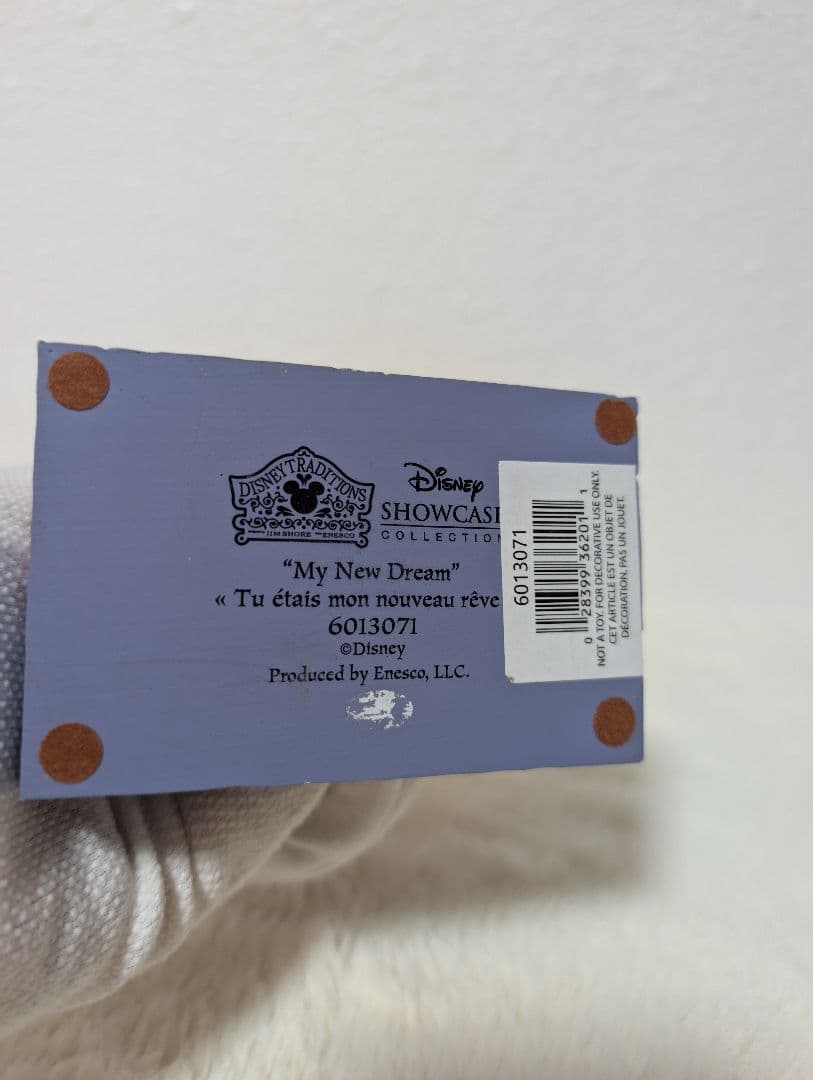 DISNEY TRADITIONS
JIM SHORE ENESCO
Disney
SHOWCAS
COLLECTION
“My New Dream”
« Tu étais mon nouveau rêve
6013071
©Disney
Produced by Enesco, LLC.
6013071
0 28399 36201 1
NOT A TOY. FOR DECORATIVE USE ONLY.
CET ARTICLE EST UN OBJET DE
DÉCORATION, PAS UN JOUET.